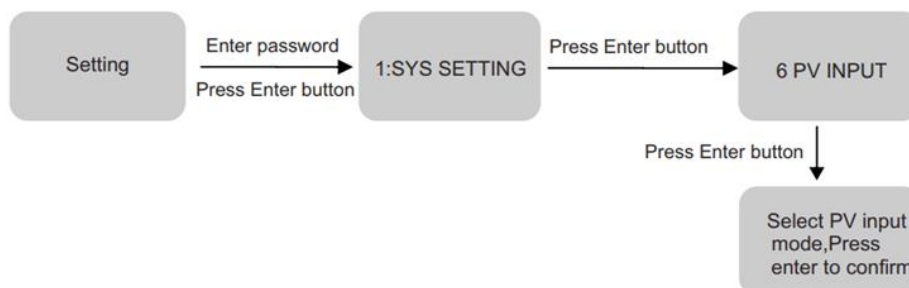 Setting
Enter password
Press Enter button
1:SYS SETTING
Press Enter button
6 PV INPUT
Press Enter button
Select PV input
mode,Press
enter to confirm